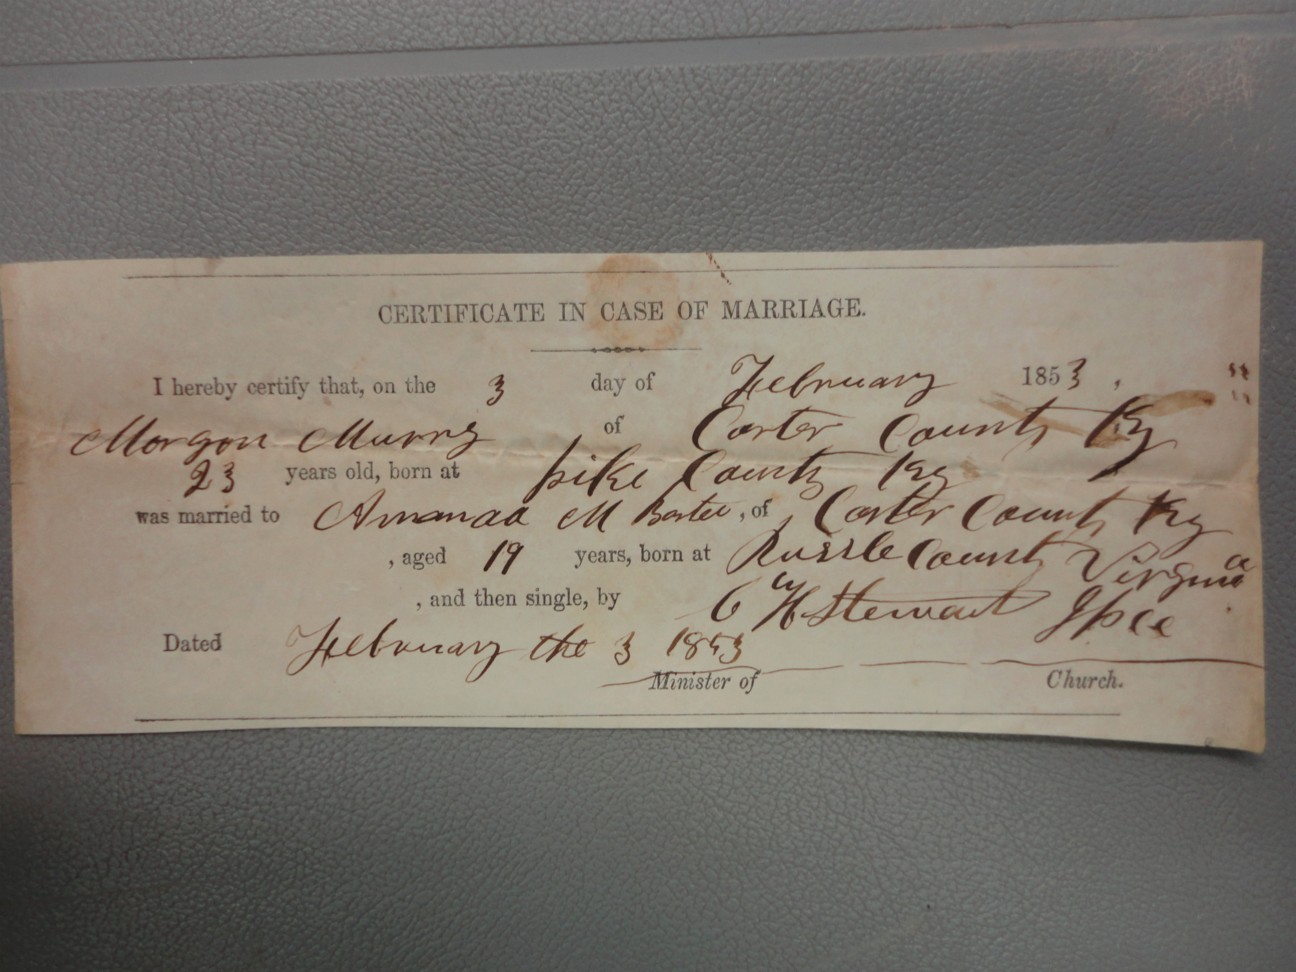 CERTIFICATE IN CASE OF MARRIAGE.
I hereby certify that, on the 3 day of February 1853,
Morgan Murry of Carter County Ky
23 years old, born at pike County Ky
was married to Amanda M Bartee, of Carter County Ky
, aged 19 years, born at Russle County Virginia
, and then single, by C H Stewart J P C C
Dated February the 3 1853
Minister of Church.